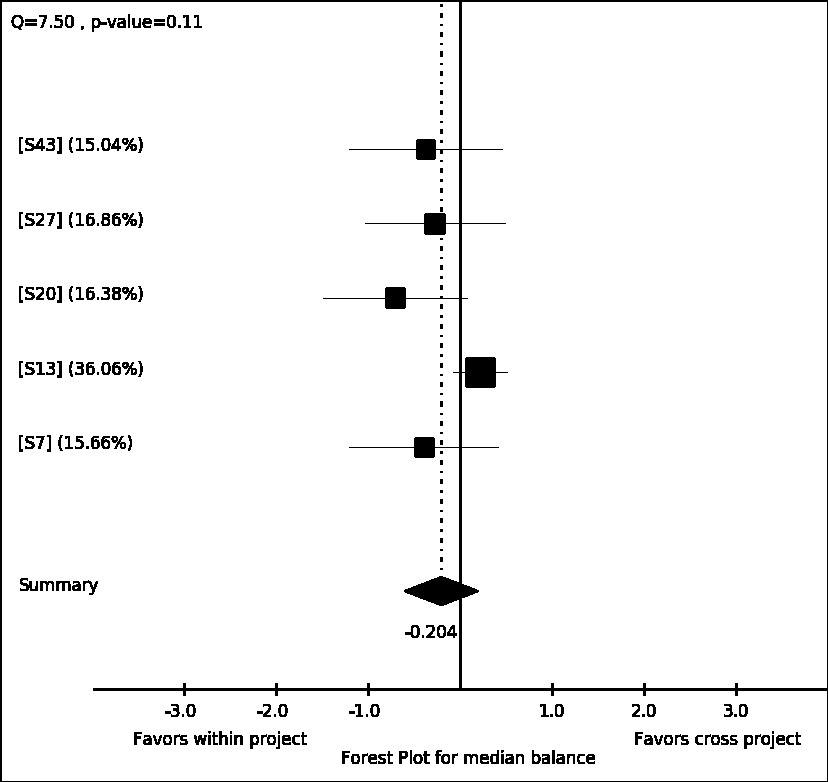 Q=7.50 , p-value=0.11
[S43] (15.04%)
[S27] (16.86%)
[S20] (16.38%)
[S13] (36.06%)
[S7] (15.66%)
Summary
-0.204
-3.0 -2.0 -1.0 1.0 2.0 3.0
Favors within project Favors cross project
Forest Plot for median balance